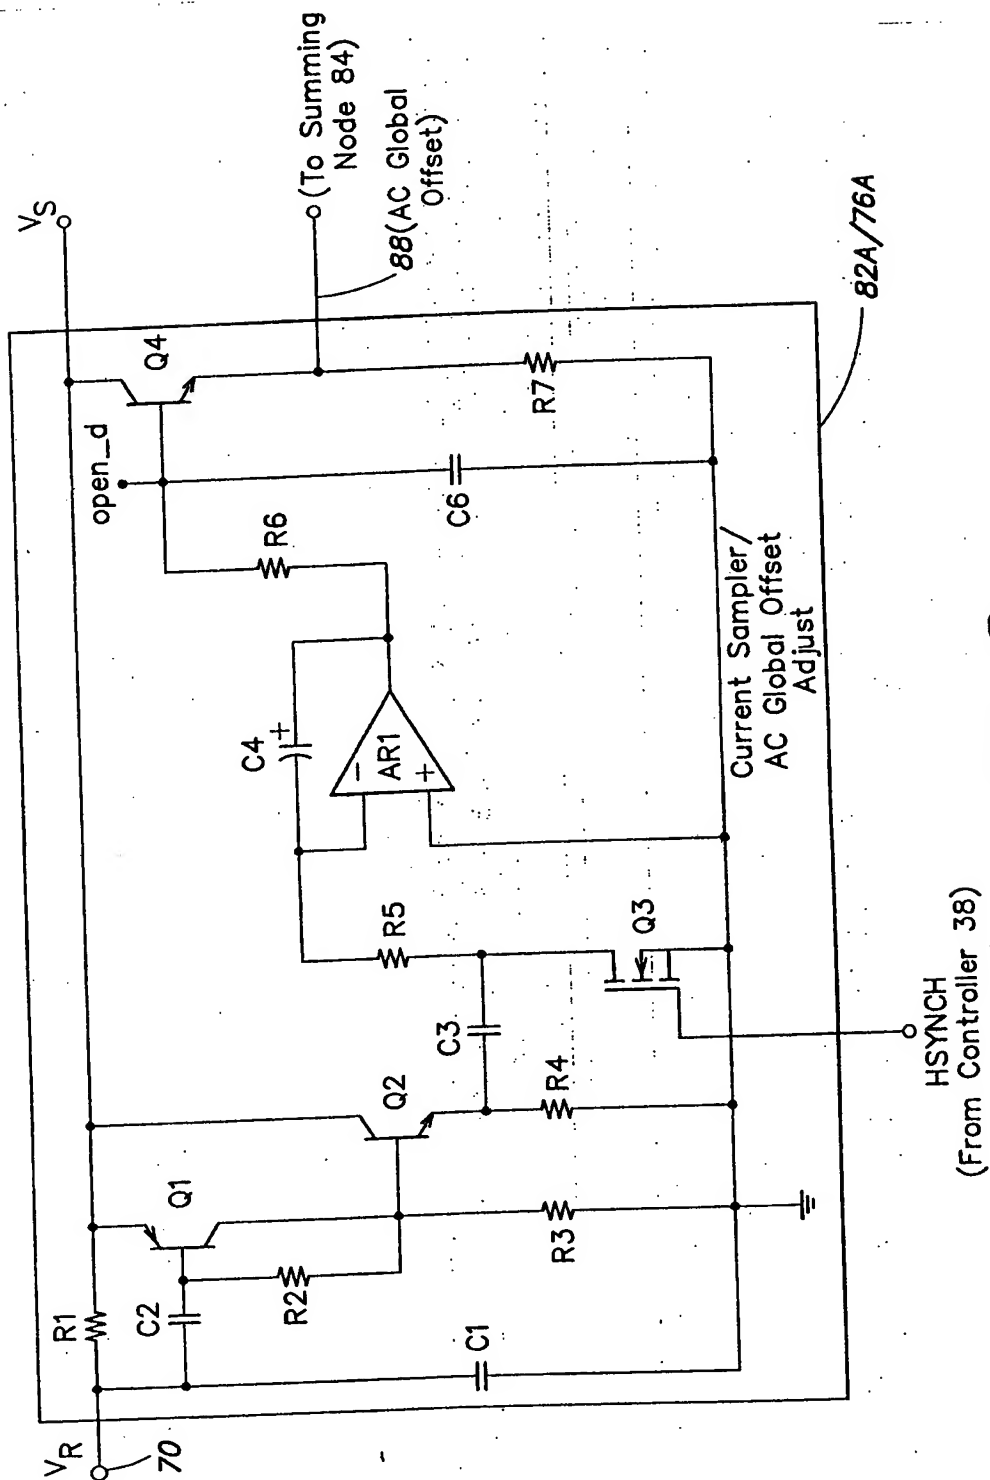 VR
70
R1
C2
R2
C1
Q1
R3
Q2
C3
R4
R5
Q3
HSYNCH
(From Controller 38)
C4
+
−
AR1
+
R6
open_d
C6
Q4
R7
Current Sampler/
AC Global Offset
Adjust
VS
(To Summing
Node 84)
88(AC Global
Offset)
82A/76A